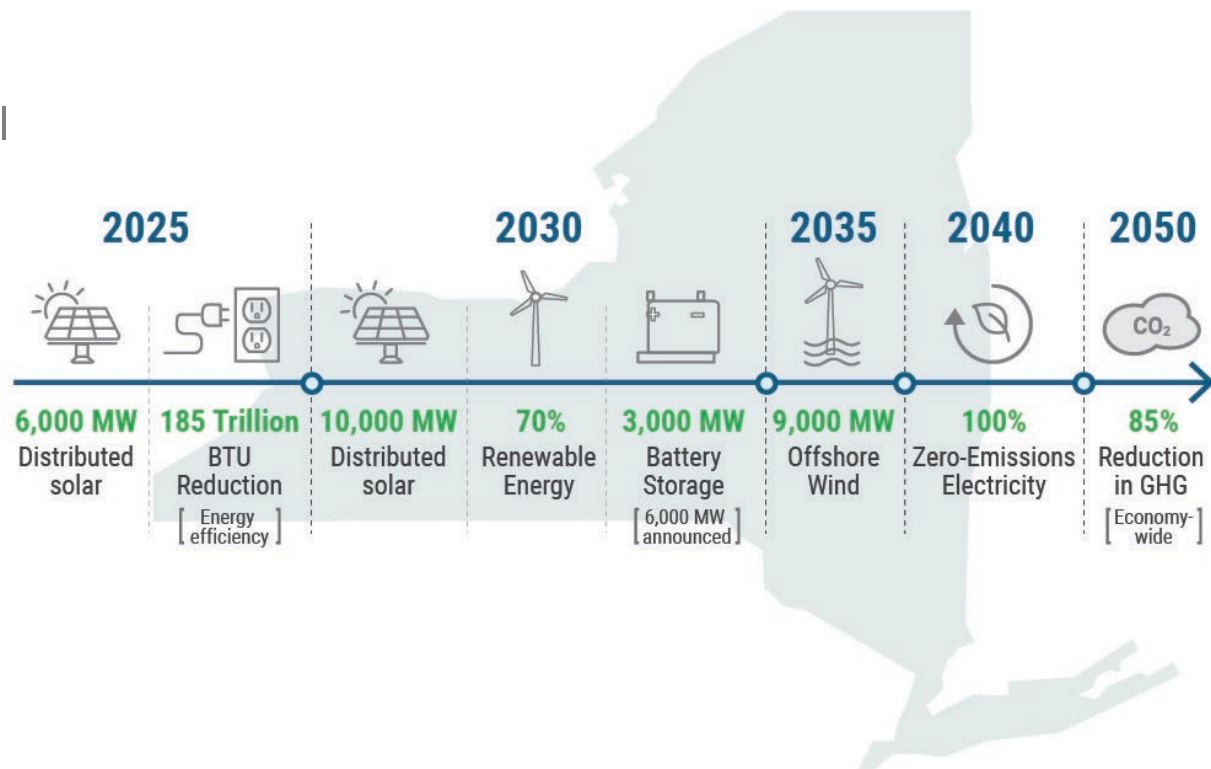 2025
2030
2035
2040
2050
CO₂
6,000 MW
Distributed
solar
185 Trillion
BTU
Reduction
[Energy
efficiency]
10,000 MW
Distributed
solar
70%
Renewable
Energy
3,000 MW
Battery
Storage
[6,000 MW
announced]
9,000 MW
Offshore
Wind
100%
Zero-Emissions
Electricity
85%
Reduction
in GHG
[Economy-
wide]